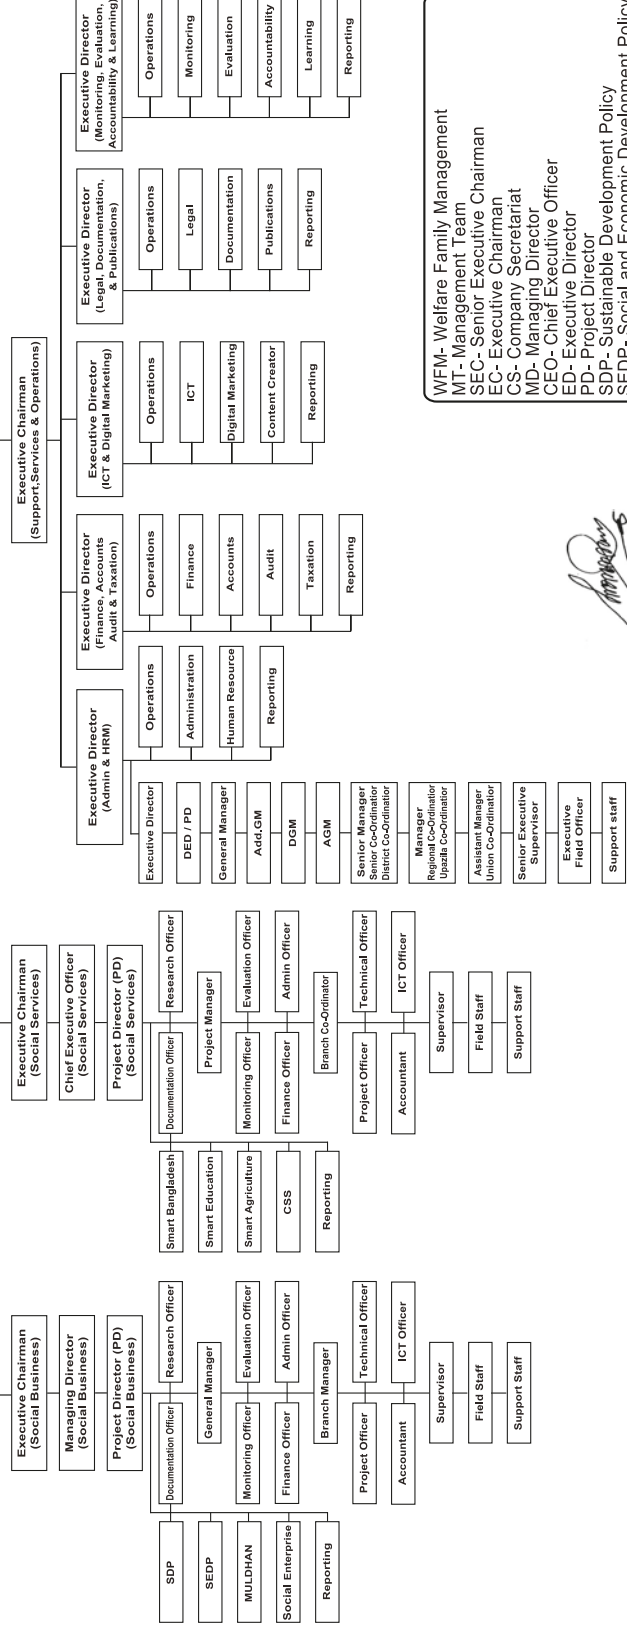 Executive Chairman
(Social Business)
Managing Director
(Social Business)
Project Director (PD)
(Social Business)
Documentation Officer
Research Officer
General Manager
Monitoring Officer
Evaluation Officer
Finance Officer
Admin Officer
Branch Manager
Project Officer
Technical Officer
Accountant
ICT Officer
Supervisor
Field Staff
Support Staff
SDP
SEDP
MULDHAN
Social Enterprise
Reporting
Executive Chairman
(Social Services)
Chief Executive Officer
(Social Services)
Project Director (PD)
(Social Services)
Documentation Officer
Research Officer
Project Manager
Monitoring Officer
Evaluation Officer
Finance Officer
Admin Officer
Branch Co-Ordinator
Project Officer
Technical Officer
Accountant
ICT Officer
Supervisor
Field Staff
Support Staff
Smart Bangladesh
Smart Education
Smart Agriculture
CSS
Reporting
Executive Chairman
(Support,Services & Operations)
Executive Director
(Admin & HRM)
Executive Director
DED / PD
General Manager
Add.GM
DGM
AGM
Senior Manager
Senior Co-Ordinatior
District Co-Ordinatior
Manager
Regional Co-Ordinatior
Upazila Co-Ordinatior
Assistant Manager
Union Co-Ordinatior
Senior Executive
Supervisor
Executive
Field Officer
Support staff
Operations
Administration
Human Resource
Reporting
Executive Director
(Finance, Accounts
Audit & Taxation)
Operations
Finance
Accounts
Audit
Taxation
Reporting
Executive Director
(ICT & Digital Marketing)
Operations
ICT
Digital Marketing
Content Creator
Reporting
Executive Director
(Legal, Documentation,
& Publications)
Operations
Legal
Documentation
Publications
Reporting
Executive Director
(Monitoring, Evaluation,
Accountability & Learning)
Operations
Monitoring
Evaluation
Accountability
Learning
Reporting
WFM- Welfare Family Management
MT- Management Team
SEC- Senior Executive Chairman
EC- Executive Chairman
CS- Company Secretariat
MD- Managing Director
CEO- Chief Executive Officer
ED- Executive Director
PD- Project Director
SDP- Sustainable Development Policy
SEDP- Social and Economic Development Policy